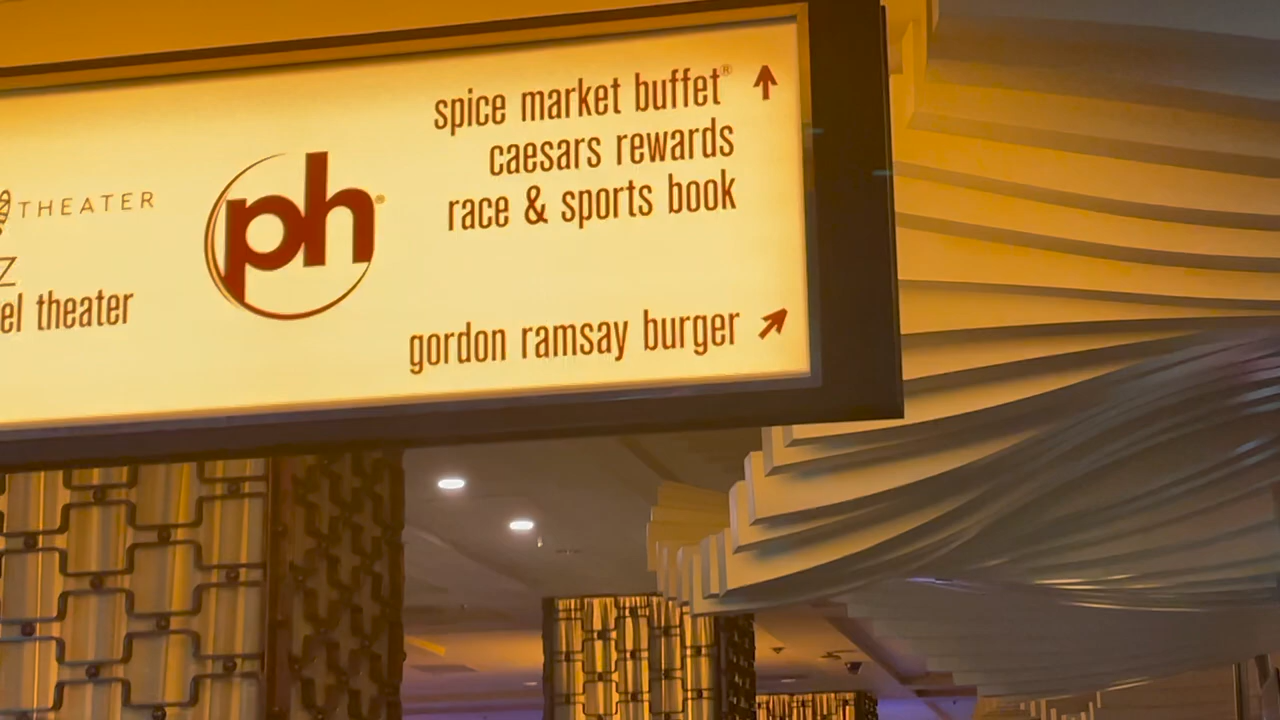 THEATER
Z
el theater
ph®
spice market buffet®
caesars rewards
race & sports book
gordon ramsay burger